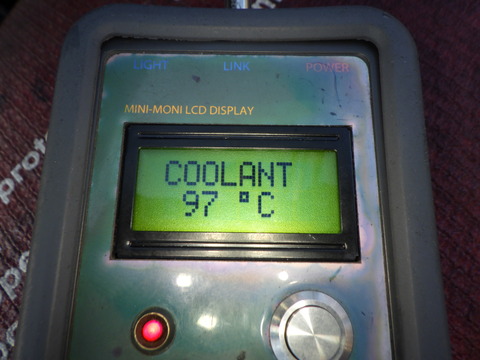 LIGHT LINK POWER
MINI-MONI LCD DISPLAY
COOLANT
97 °C